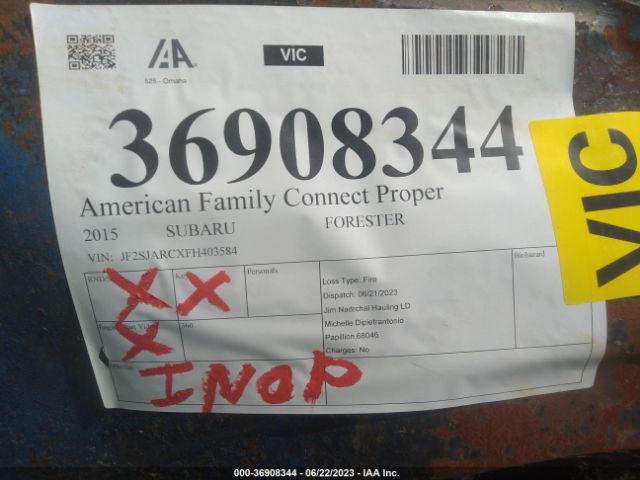 IAA
VIC
525 - Omaha
36908344
American Family Connect Proper
2015 SUBARU FORESTER
VIN: JF2SJARCXFH403584
Personals
Biohazard
X X
Loss Type: Fire
Dispatch: 06/21/2023
Jim Nadrchal Hauling LD
Michelle Dipietrantonio
Papillion,68046
Charges: No
360
X
INOP
VIC
000-36908344 - 06/22/2023 - IAA Inc.